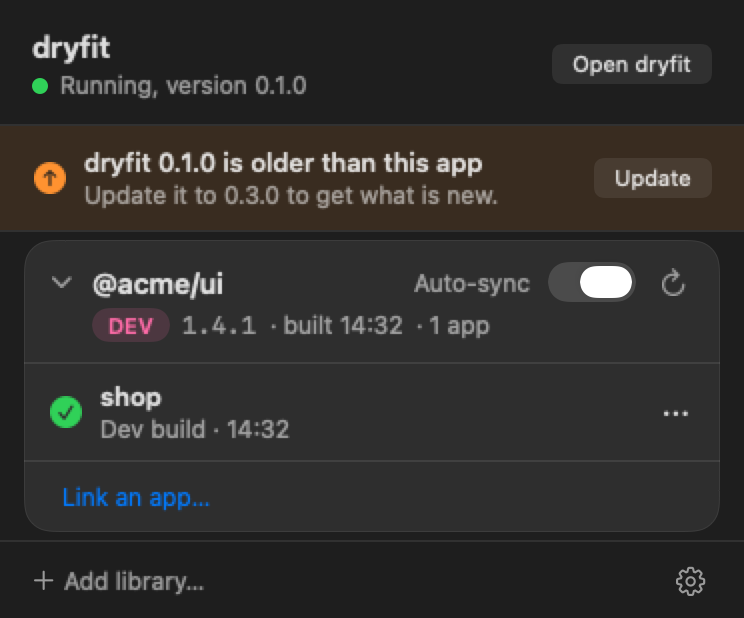 dryfit
Running, version 0.1.0
Open dryfit
dryfit 0.1.0 is older than this app
Update it to 0.3.0 to get what is new.
Update
@acme/ui
Auto-sync
DEV 1.4.1 · built 14:32 · 1 app
shop
Dev build · 14:32
Link an app...
Add library...